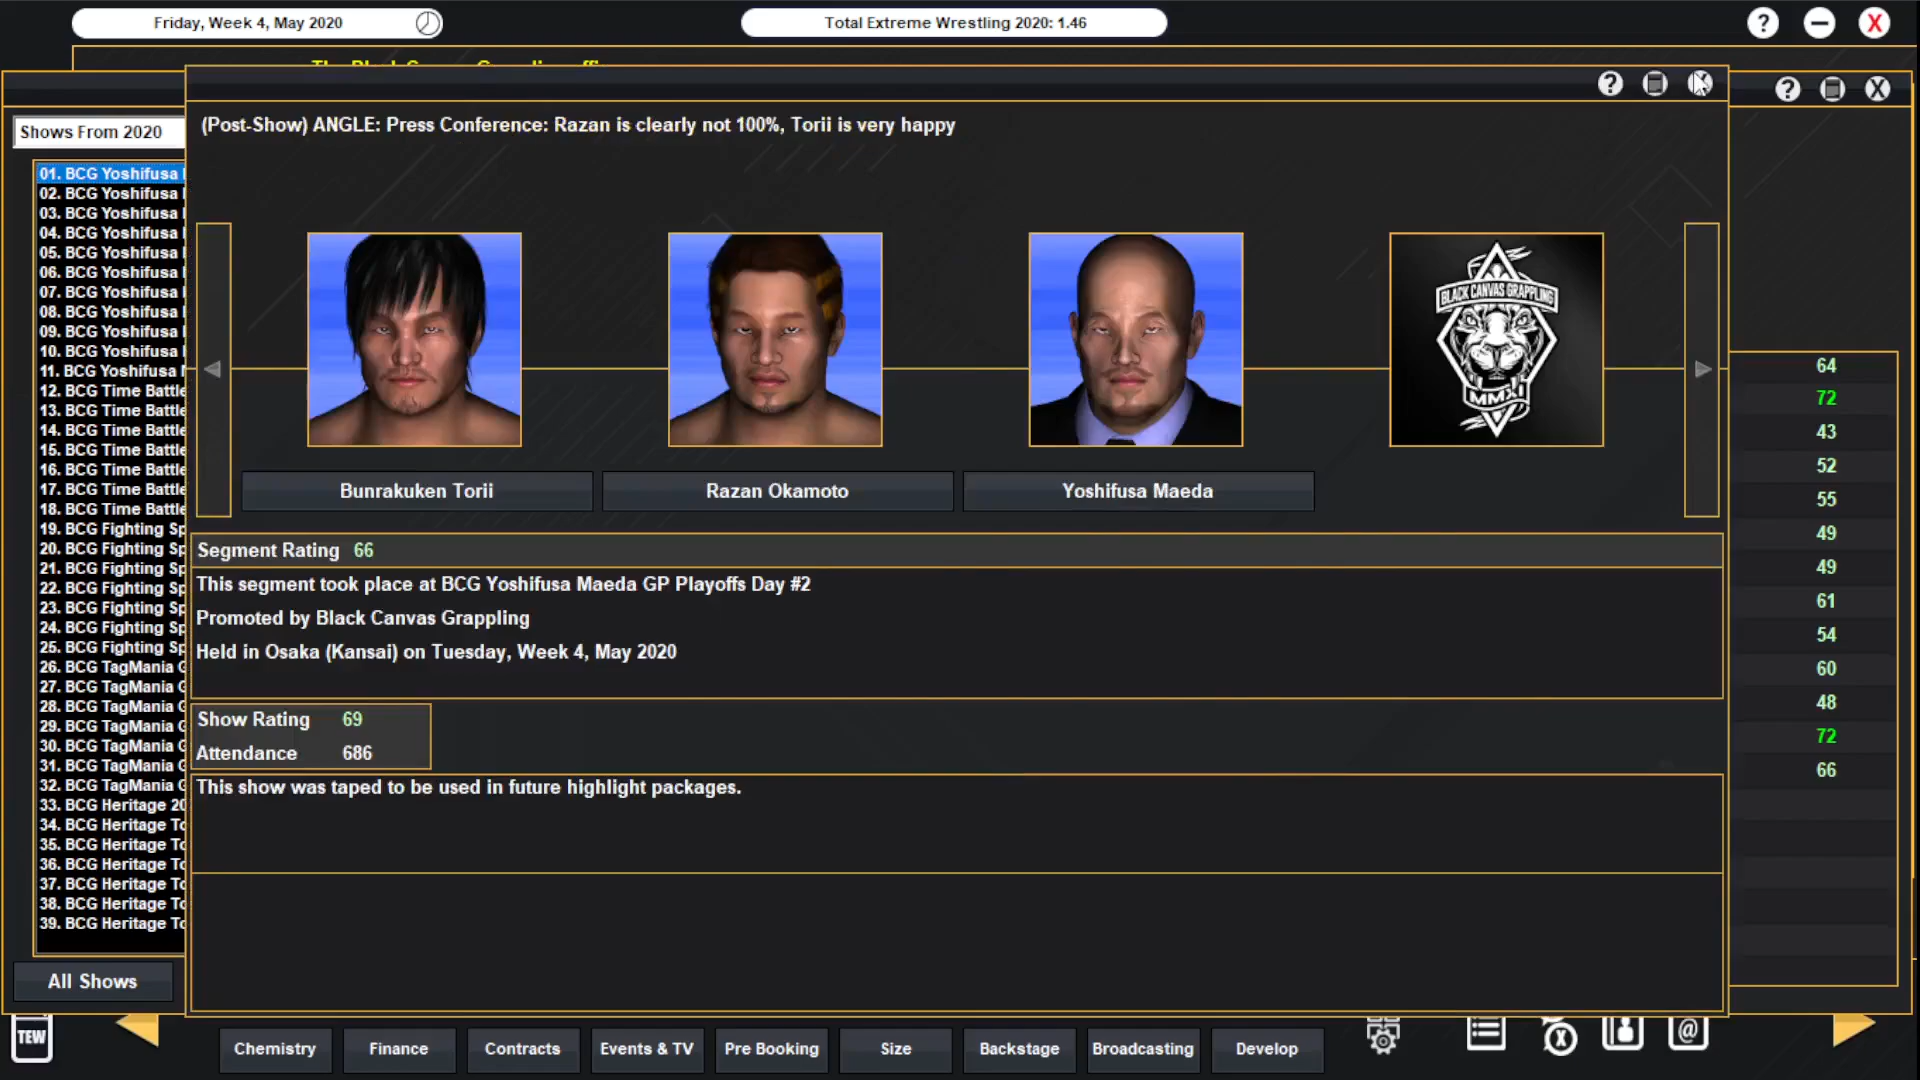 Friday, Week 4, May 2020
Total Extreme Wrestling 2020: 1.46
?
X
? X
? X
Shows From 2020
(Post-Show) ANGLE: Press Conference: Razan is clearly not 100%, Torii is very happy
01. BCG Yoshifusa
02. BCG Yoshifusa
03. BCG Yoshifusa
04. BCG Yoshifusa
05. BCG Yoshifusa
06. BCG Yoshifusa
07. BCG Yoshifusa
08. BCG Yoshifusa
09. BCG Yoshifusa
10. BCG Yoshifusa
11. BCG Yoshifusa
12. BCG Time Battle
13. BCG Time Battle
14. BCG Time Battle
15. BCG Time Battle
16. BCG Time Battle
17. BCG Time Battle
18. BCG Time Battle
19. BCG Fighting Sp
20. BCG Fighting Sp
21. BCG Fighting Sp
22. BCG Fighting Sp
23. BCG Fighting Sp
24. BCG Fighting Sp
25. BCG Fighting Sp
26. BCG TagMania G
27. BCG TagMania G
28. BCG TagMania G
29. BCG TagMania G
30. BCG TagMania G
31. BCG TagMania G
32. BCG TagMania G
33. BCG Heritage 20
34. BCG Heritage To
35. BCG Heritage To
36. BCG Heritage To
37. BCG Heritage To
38. BCG Heritage To
39. BCG Heritage To
All Shows
BLACK CANVAS GRAPPLING
MMXI
Bunrakuken Torii
Razan Okamoto
Yoshifusa Maeda
Segment Rating 66
This segment took place at BCG Yoshifusa Maeda GP Playoffs Day #2
Promoted by Black Canvas Grappling
Held in Osaka (Kansai) on Tuesday, Week 4, May 2020
Show Rating 69
Attendance 686
This show was taped to be used in future highlight packages.
64
72
43
52
55
49
49
61
54
60
48
72
66
TEW
Chemistry
Finance
Contracts
Events & TV
Pre Booking
Size
Backstage
Broadcasting
Develop
X
@